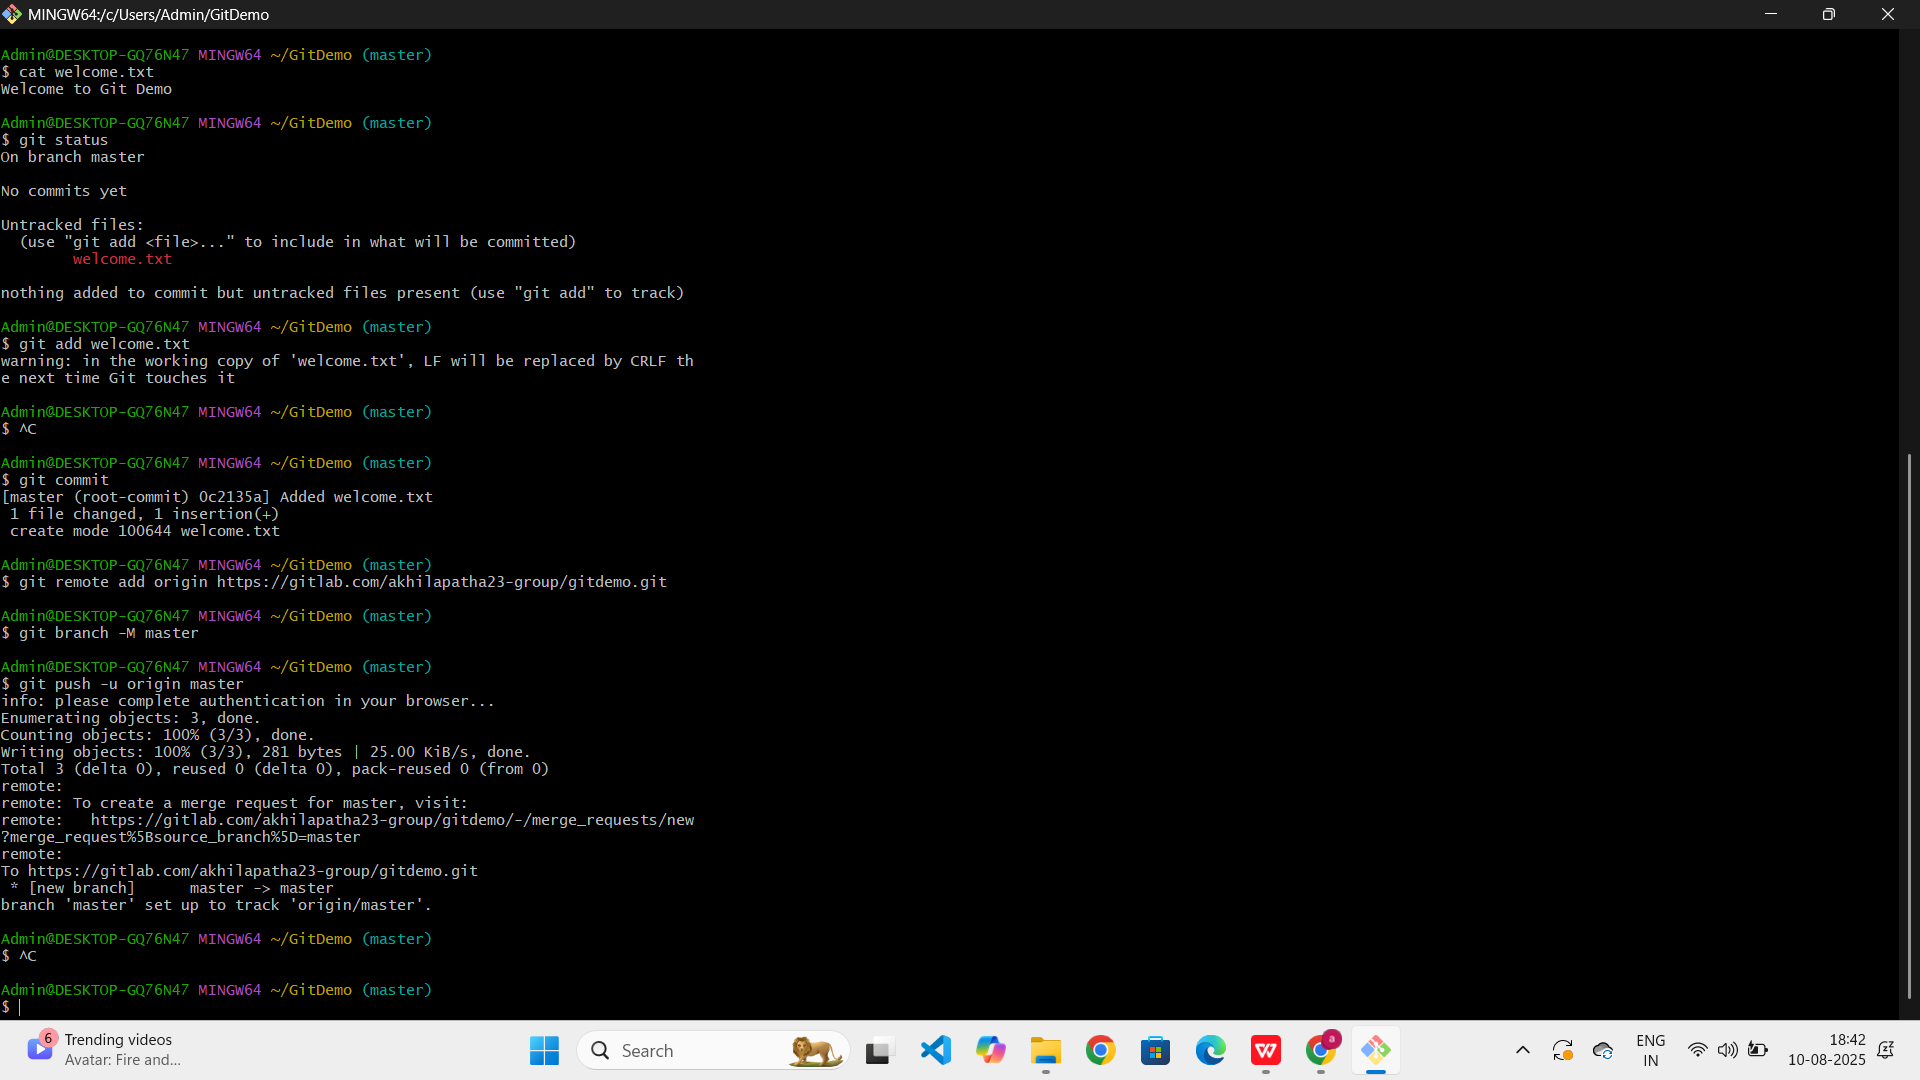 MINGW64:/c/Users/Admin/GitDemo
Admin@DESKTOP-GQ76N47 MINGW64 ~/GitDemo (master)
$ cat welcome.txt
Welcome to Git Demo
Admin@DESKTOP-GQ76N47 MINGW64 ~/GitDemo (master)
$ git status
On branch master
No commits yet
Untracked files:
  (use "git add <file>..." to include in what will be committed)
        welcome.txt
nothing added to commit but untracked files present (use "git add" to track)
Admin@DESKTOP-GQ76N47 MINGW64 ~/GitDemo (master)
$ git add welcome.txt
warning: in the working copy of 'welcome.txt', LF will be replaced by CRLF th
e next time Git touches it
Admin@DESKTOP-GQ76N47 MINGW64 ~/GitDemo (master)
$ ^C
Admin@DESKTOP-GQ76N47 MINGW64 ~/GitDemo (master)
$ git commit
[master (root-commit) 0c2135a] Added welcome.txt
 1 file changed, 1 insertion(+)
 create mode 100644 welcome.txt
Admin@DESKTOP-GQ76N47 MINGW64 ~/GitDemo (master)
$ git remote add origin https://gitlab.com/akhilapatha23-group/gitdemo.git
Admin@DESKTOP-GQ76N47 MINGW64 ~/GitDemo (master)
$ git branch -M master
Admin@DESKTOP-GQ76N47 MINGW64 ~/GitDemo (master)
$ git push -u origin master
info: please complete authentication in your browser...
Enumerating objects: 3, done.
Counting objects: 100% (3/3), done.
Writing objects: 100% (3/3), 281 bytes | 25.00 KiB/s, done.
Total 3 (delta 0), reused 0 (delta 0), pack-reused 0 (from 0)
remote:
remote: To create a merge request for master, visit:
remote:   https://gitlab.com/akhilapatha23-group/gitdemo/-/merge_requests/new
?merge_request%5Bsource_branch%5D=master
remote:
To https://gitlab.com/akhilapatha23-group/gitdemo.git
 * [new branch]      master -> master
branch 'master' set up to track 'origin/master'.
Admin@DESKTOP-GQ76N47 MINGW64 ~/GitDemo (master)
$ ^C
Admin@DESKTOP-GQ76N47 MINGW64 ~/GitDemo (master)
$
6
Trending videos
Avatar: Fire and...
Search
W
a
ENG
IN
18:42
10-08-2025